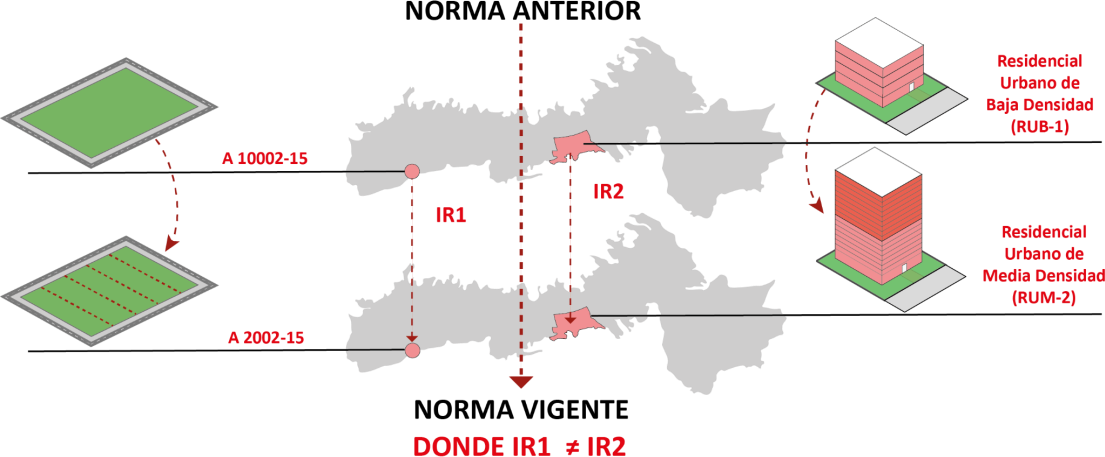 NORMA ANTERIOR
Residencial
Urbano de
Baja Densidad
(RUB-1)
A 10002-15
IR1
IR2
Residencial
Urbano de
Media Densidad
(RUM-2)
A 2002-15
NORMA VIGENTE
DONDE IR1 ≠ IR2